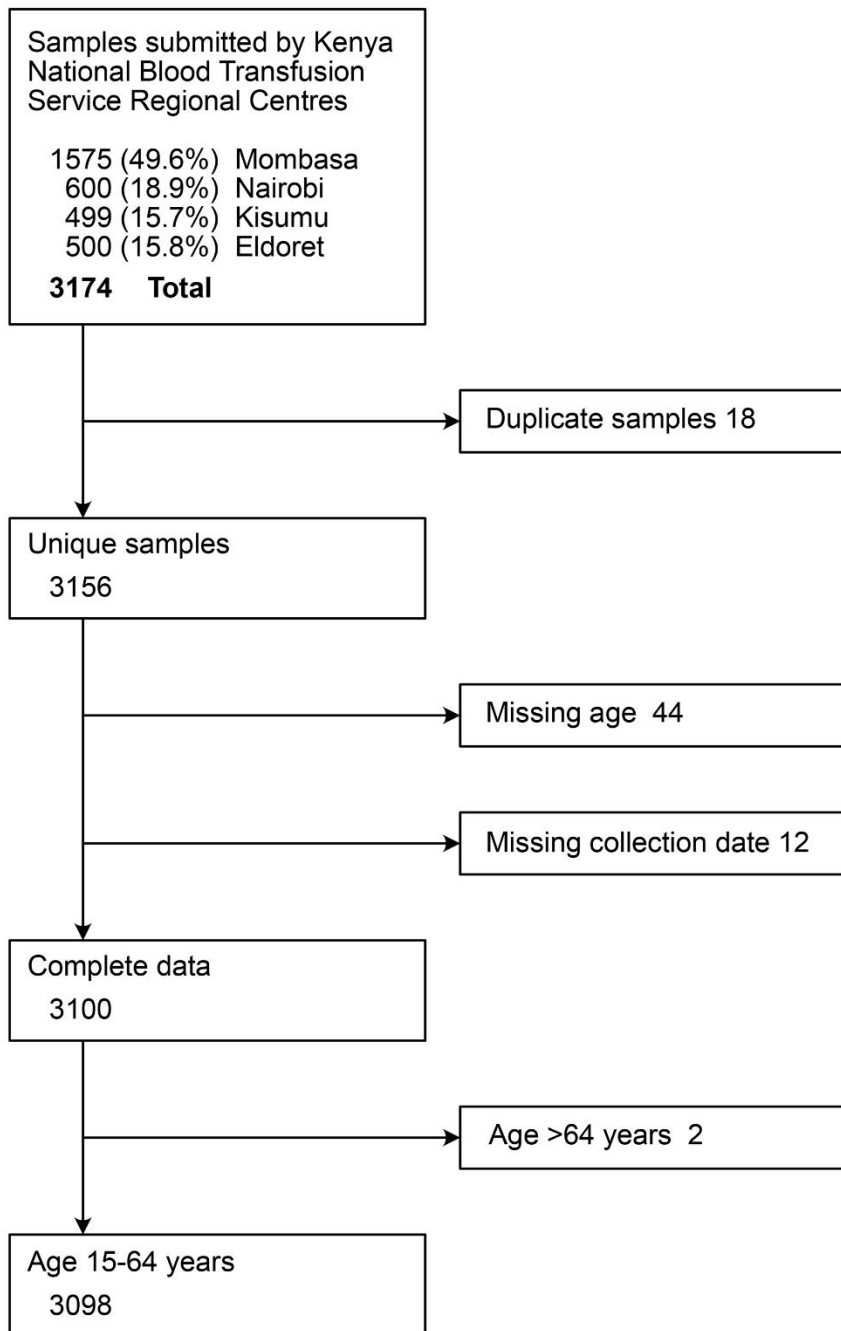 Samples submitted by Kenya
National Blood Transfusion
Service Regional Centres
1575 (49.6%) Mombasa
600 (18.9%) Nairobi
499 (15.7%) Kisumu
500 (15.8%) Eldoret
3174 Total
Duplicate samples 18
Unique samples
3156
Missing age 44
Missing collection date 12
Complete data
3100
Age >64 years 2
Age 15-64 years
3098